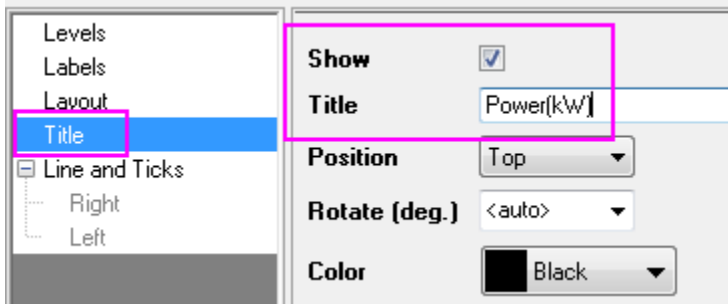 Levels
Labels
Layout
Title
Line and Ticks
Right
Left
Show
Title Power(kW)
Position Top
Rotate (deg.) <auto>
Color Black